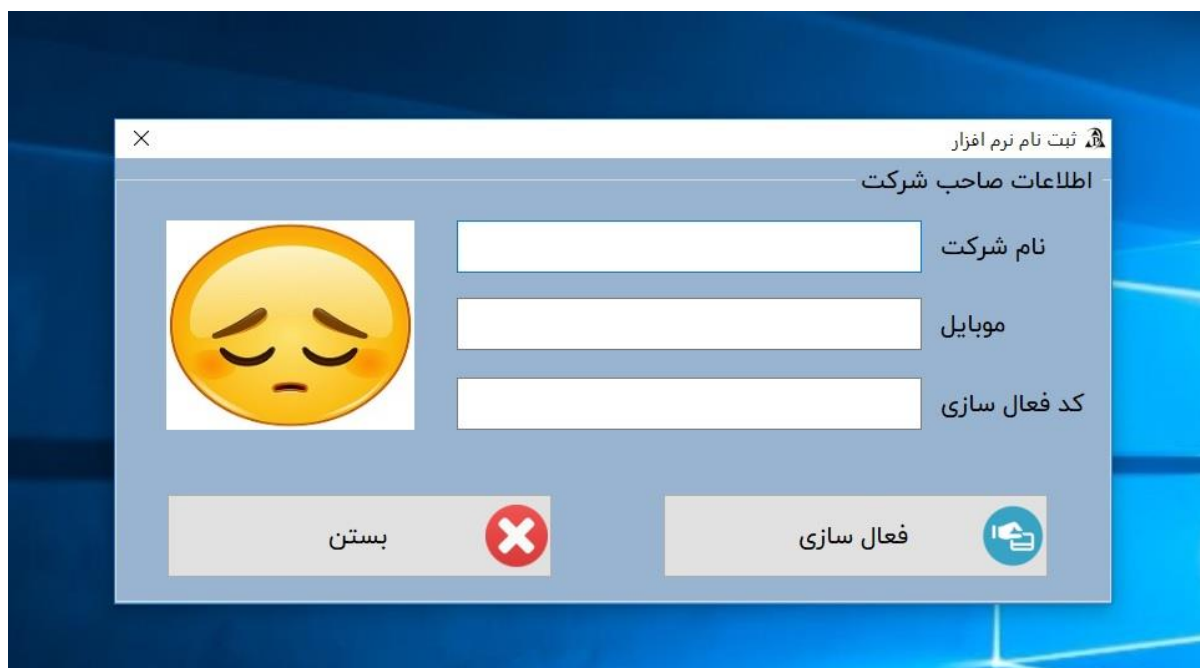 ثبت نام نرم افزار
اطلاعات صاحب شرکت
نام شرکت
موبایل
کد فعال سازی
فعال سازی
بستن